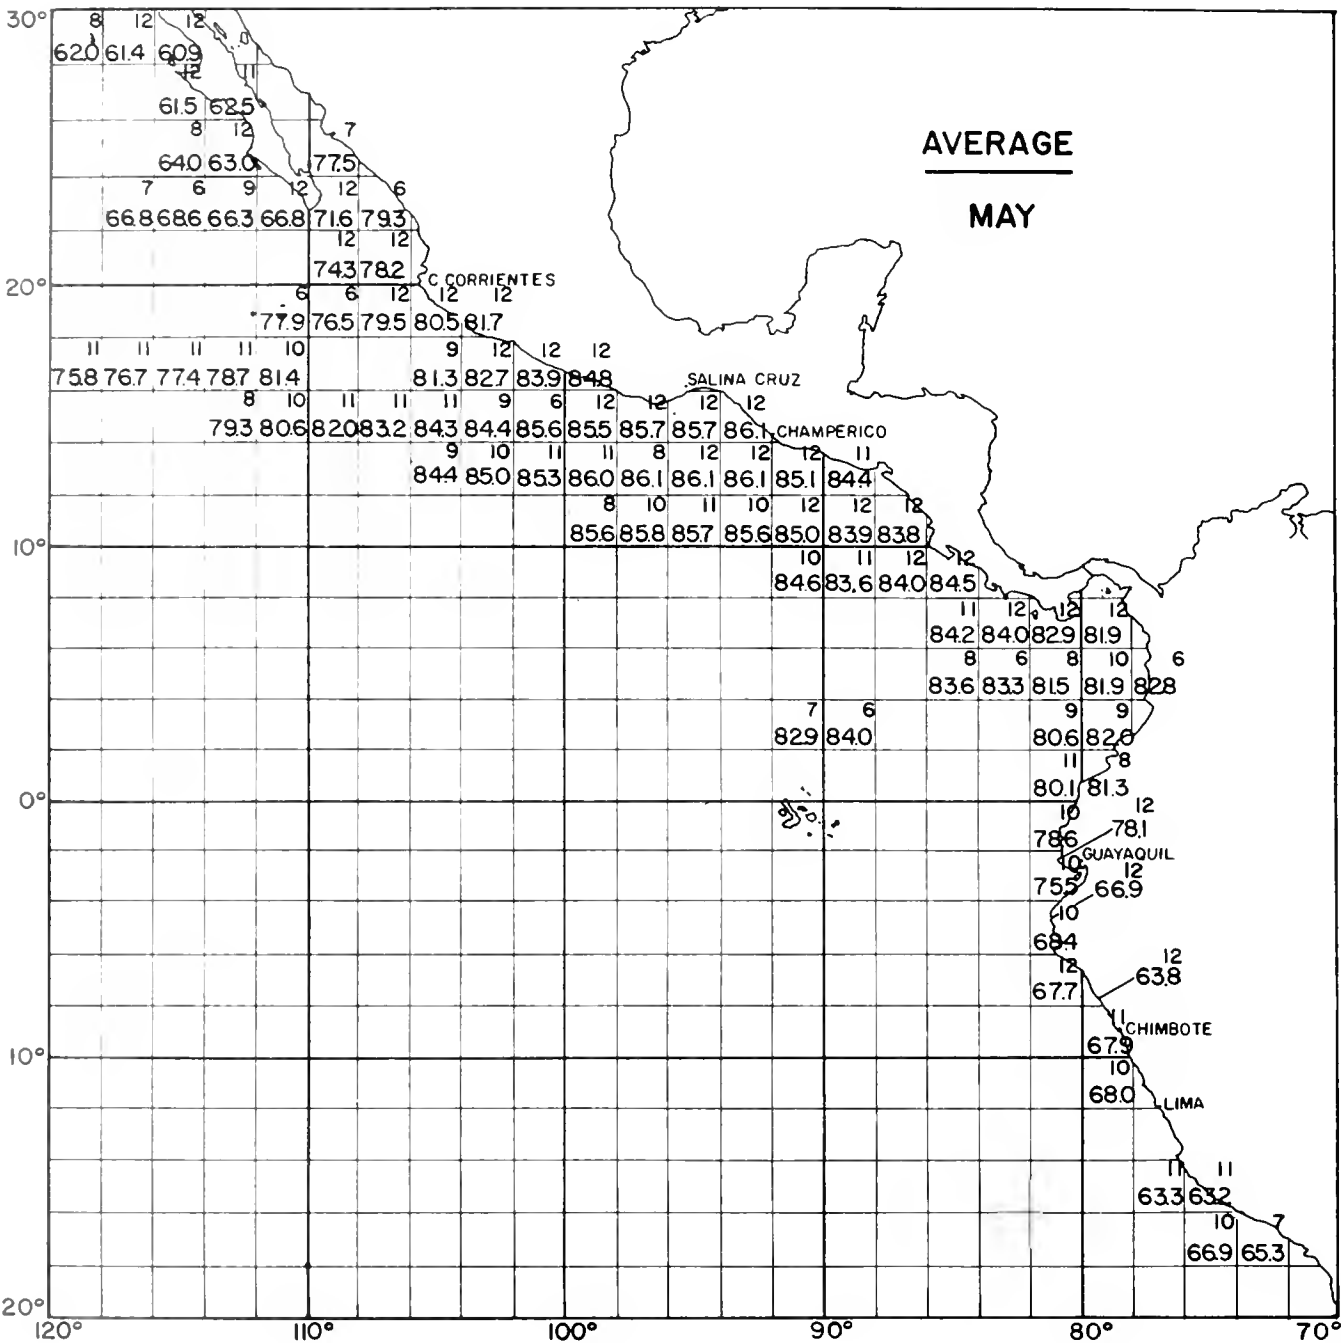 30°
8 12 12
62.0 61.4 60.9
12 11
61.5 62.5
AVERAGE
MAY
8 12 7
64.0 63.0 77.5
7 6 9 12 12 6
66.8 68.6 66.3 66.8 71.6 79.3
12 12
74.3 78.2
20°
C CORRIENTES
6 6 12 12 12
77.9 76.5 79.5 80.5 81.7
11 11 11 11 10 9 12 12 12
75.8 76.7 77.4 78.7 81.4 81.3 82.7 83.9 84.8
SALINA CRUZ
8 10 11 11 11 9 6 12 12 12 12
79.3 80.6 82.0 83.2 84.3 84.4 85.6 85.5 85.7 85.7 86.1
CHAMPERICO
9 10 11 11 8 12 12 12 11
84.4 85.0 85.3 86.0 86.1 86.1 86.1 85.1 84.4
8 10 11 10 12 12 12
85.6 85.8 85.7 85.6 85.0 83.9 83.8
10°
10 11 12 12
84.6 83.6 84.0 84.5
11 12 12 12
84.2 84.0 82.9 81.9
8 6 8 10 6
83.6 83.3 81.5 81.9 82.8
7 6 9 9
82.9 84.0 80.6 82.0
11 8
80.1 81.3
0°
10 12
78.6 78.1
GUAYAQUIL
10 12
75.5 66.9
10
68.4
12 12
67.7 63.8
11
CHIMBOTE
67.9
10°
10
68.0
LIMA
11 11
63.3 63.2
10 7
66.9 65.3
20°
120° 110° 100° 90° 80° 70°